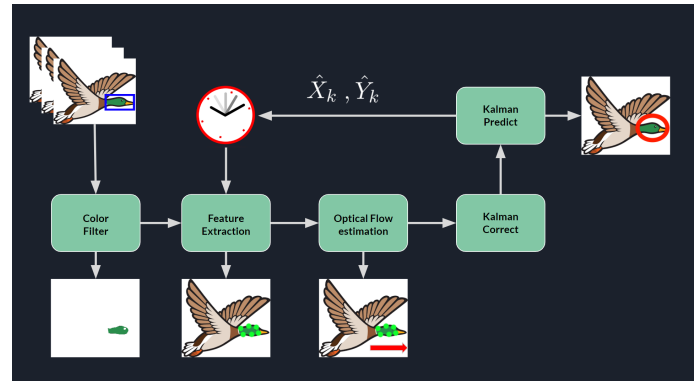 X̂ₖ , Ŷₖ
Kalman
Predict
Color
Filter
Feature
Extraction
Optical Flow
estimation
Kalman
Correct